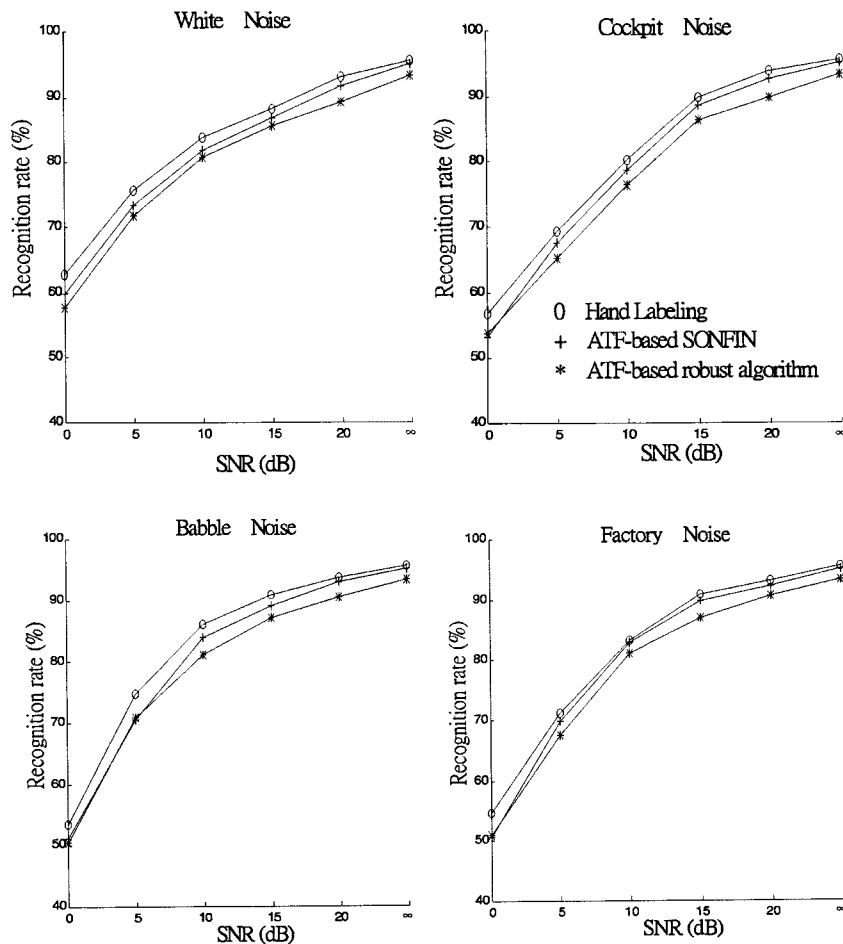 White Noise
100
90
80
70
60
50
40
Recognition rate (%)
0 5 10 15 20 ∞
SNR (dB)
Cockpit Noise
100
90
80
70
60
50
40
Recognition rate (%)
O Hand Labeling
+ ATF-based SONFIN
* ATF-based robust algorithm
0 5 10 15 20 ∞
SNR (dB)
Babble Noise
100
90
80
70
60
50
40
Recognition rate (%)
0 5 10 15 20 ∞
SNR (dB)
Factory Noise
100
90
80
70
60
50
40
Recognition rate (%)
0 5 10 15 20 ∞
SNR (dB)